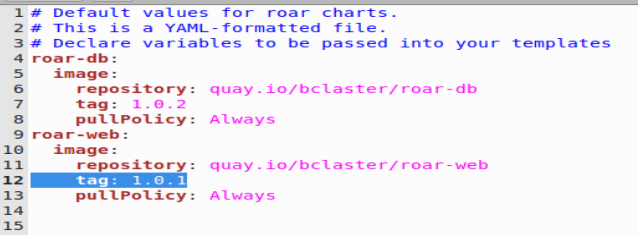 1 # Default values for roar charts.
2 # This is a YAML-formatted file.
3 # Declare variables to be passed into your templates
4 roar-db:
5   image:
6     repository: quay.io/bclaster/roar-db
7     tag: 1.0.2
8     pullPolicy: Always
9 roar-web:
10   image:
11     repository: quay.io/bclaster/roar-web
12     tag: 1.0.1
13     pullPolicy: Always
14
15